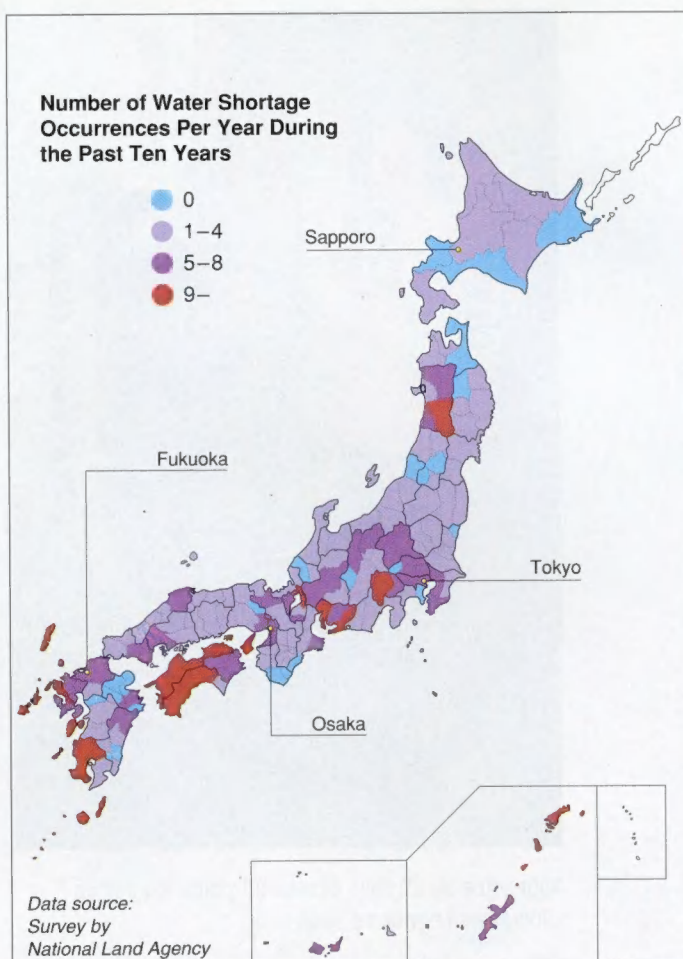 Number of Water Shortage
Occurrences Per Year During
the Past Ten Years
0
1–4
5–8
9–
Sapporo
Fukuoka
Tokyo
Osaka
Data source:
Survey by
National Land Agency